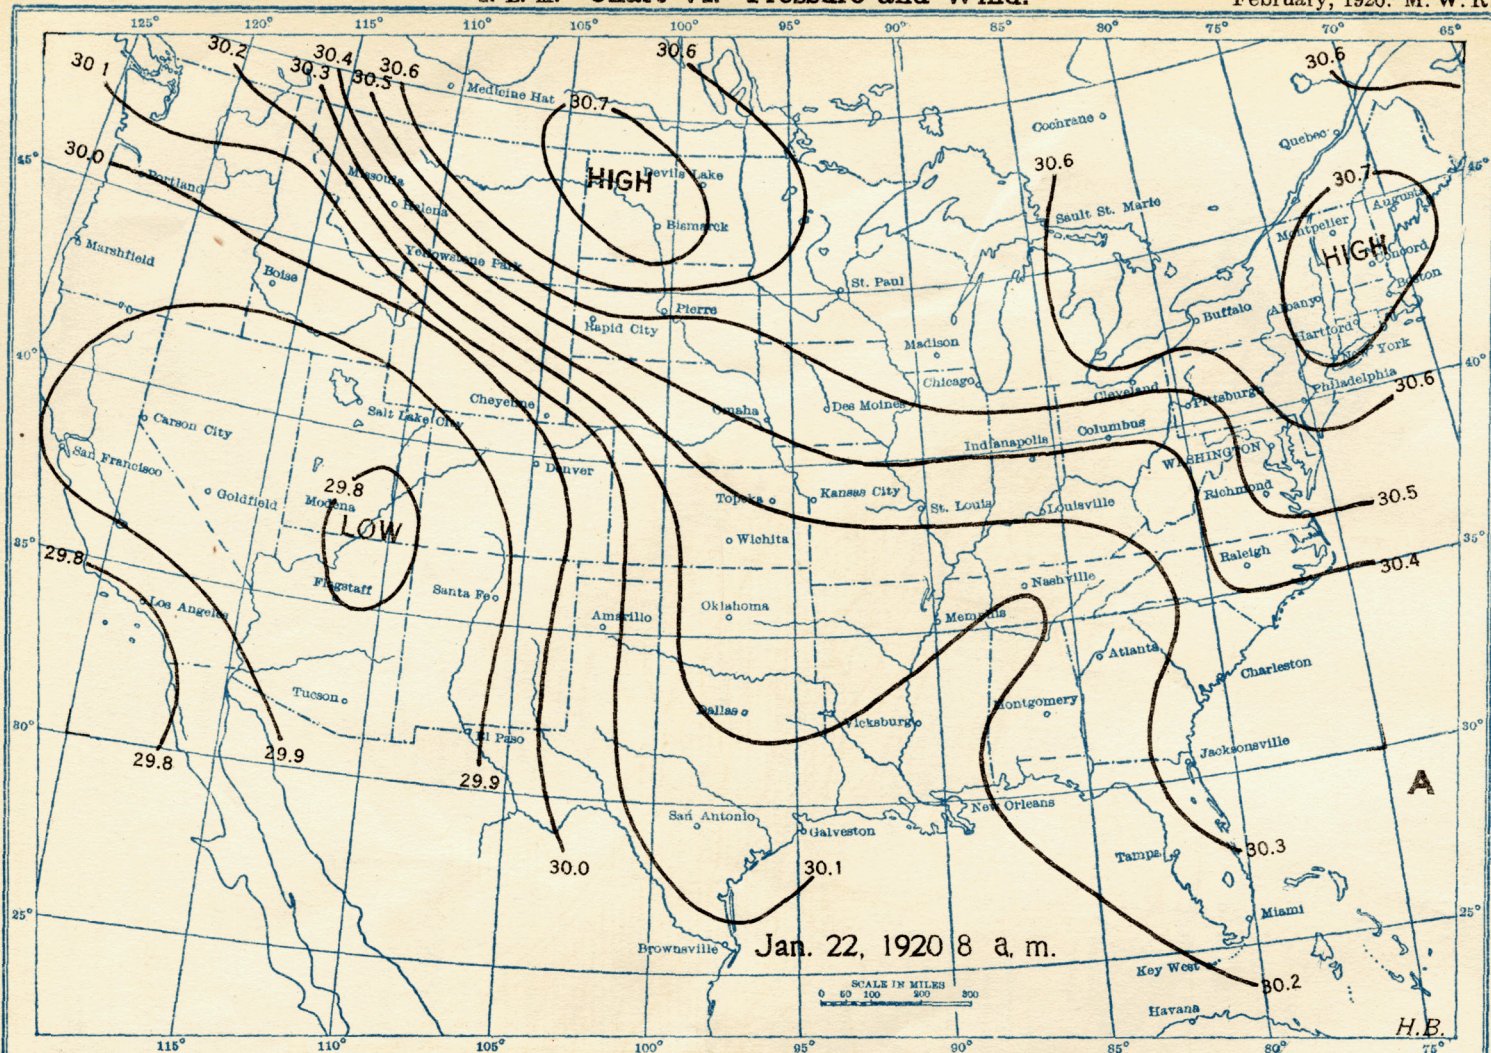 Chart VI. Pressure and Wind.
February, 1920. M. W. R
125° 120° 115° 110° 105° 100° 95° 90° 85° 80° 75° 70° 65°
30.1 30.2 30.3 30.4 30.5 30.6 30.6 30.6
Medicine Hat
30.7
Cochrane
Quebec
45° 45°
30.0
Portland
Missoula
Helena
HIGH
Devils Lake
Bismarck
30.6
Sault St. Marie
30.7
Augusta
Montpelier
HIGH
Concord
Boston
Marshfield
Boise
Yellowstone Park
St. Paul
Pierre
Rapid City
Buffalo
Albany
Hartford
New York
Madison
Chicago
40° 40°
Cheyenne
Salt Lake City
Omaha
Des Moines
Cleveland
Pittsburgh
Philadelphia
30.6
Carson City
Indianapolis
Columbus
San Francisco
Denver
WASHINGTON
Goldfield
29.8
Modena
LOW
Topeka
Kansas City
St. Louis
Louisville
Richmond
30.5
Wichita
35° 35°
29.8
Raleigh
30.4
Flagstaff
Santa Fe
Nashville
Los Angeles
Amarillo
Oklahoma
Memphis
Atlanta
Charleston
Tucson
Dallas
Vicksburg
Montgomery
30° 30°
El Paso
29.8
29.9
29.9
Jacksonville
A
San Antonio
Galveston
New Orleans
30.0
30.1
Tampa
30.3
25° 25°
Miami
Brownsville
Jan. 22, 1920 8 a. m.
Key West
30.2
SCALE IN MILES
0 50 100 200 300
Havana
H.B.
115° 110° 105° 100° 95° 90° 85° 80° 75°